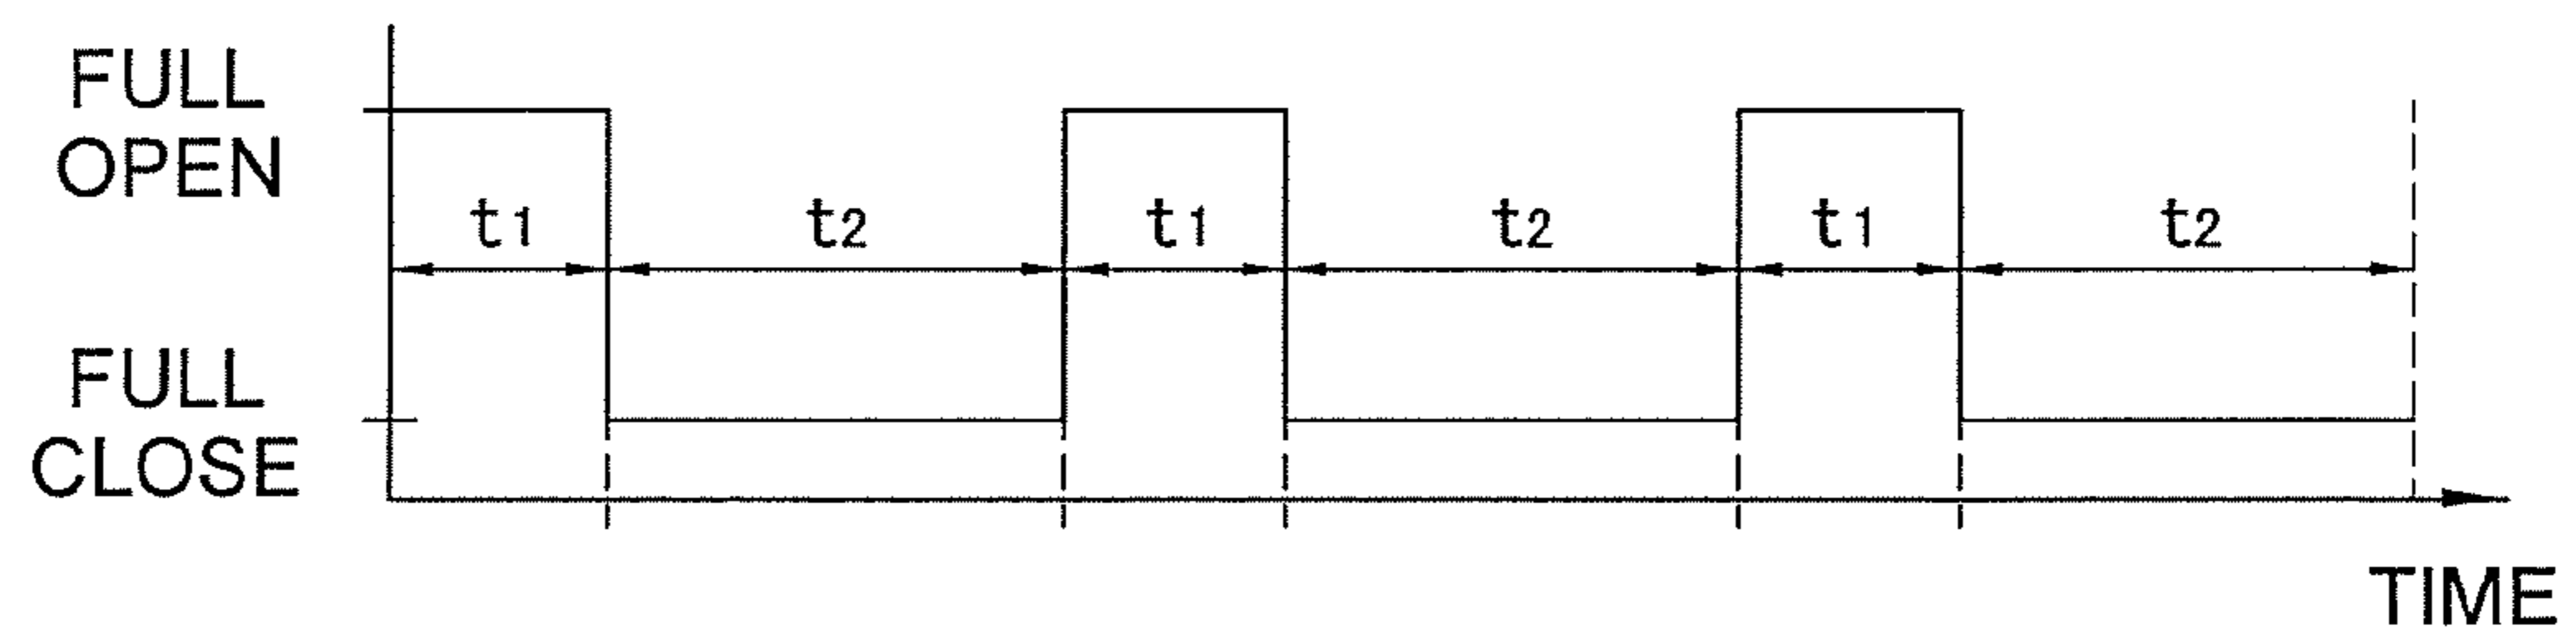 FULL
OPEN
t1 t2 t1 t2 t1 t2
FULL
CLOSE
TIME